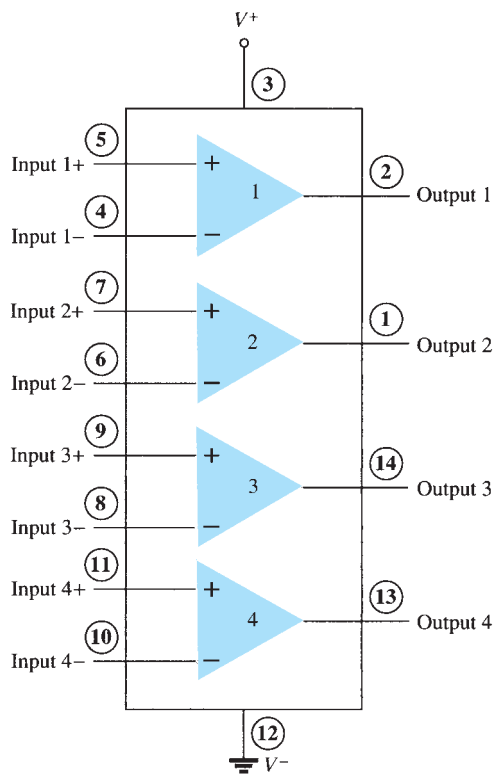 V+
3
5
Input 1+
+
1
2
Output 1
4
Input 1−
−
7
Input 2+
+
2
1
Output 2
6
Input 2−
−
9
Input 3+
+
3
14
Output 3
8
Input 3−
−
11
Input 4+
+
4
13
Output 4
10
Input 4−
−
12
V−